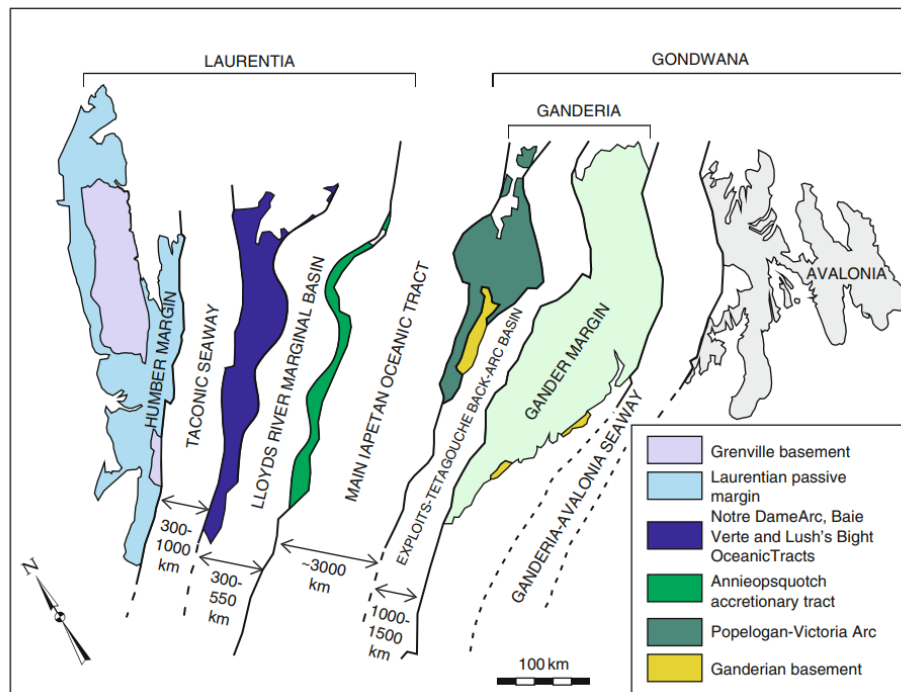 LAURENTIA
GONDWANA
GANDERIA
HUMBER MARGIN
TACONIC SEAWAY
LLOYDS RIVER MARGINAL BASIN
MAIN IAPETAN OCEANIC TRACT
EXPLOITS-TETAGOUCHE BACK-ARC BASIN
GANDER MARGIN
GANDERIA-AVALONIA SEAWAY
AVALONIA
300-
1000
km
300-
550
km
~3000
km
1000-
1500
km
N
100 km
Grenville basement
Laurentian passive
margin
Notre DameArc, Baie
Verte and Lush's Bight
OceanicTracts
Annieopsquotch
accretionary tract
Popelogan-Victoria Arc
Ganderian basement